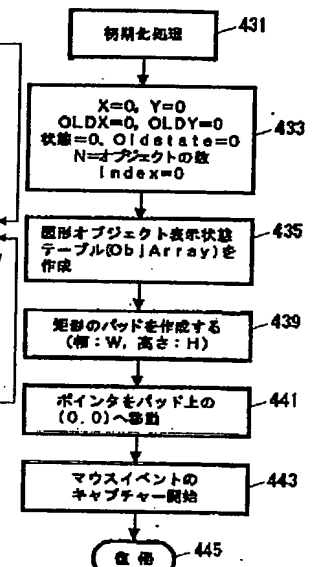 初期化処理
431
X=0, Y=0
OLDX=0, OLDY=0
状態=0, Oldstate=0
N=オブジェクトの数
Index=0
433
図形オブジェクト表示状態
テーブル(ObjArray)を
作成
435
矩形のパッドを作成する
(幅:W, 高さ:H)
439
ポインタをパッド上の
(0, 0)へ移動
441
マウスイベントの
キャプチャー開始
443
復帰
445